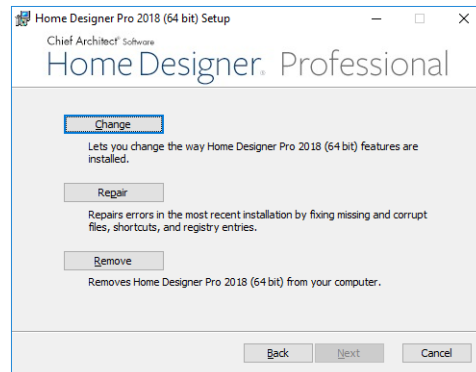 Home Designer Pro 2018 (64 bit) Setup
Chief Architect® Software
Home Designer® Professional
Change
Lets you change the way Home Designer Pro 2018 (64 bit) features are
installed.
Repair
Repairs errors in the most recent installation by fixing missing and corrupt
files, shortcuts, and registry entries.
Remove
Removes Home Designer Pro 2018 (64 bit) from your computer.
Back Next Cancel